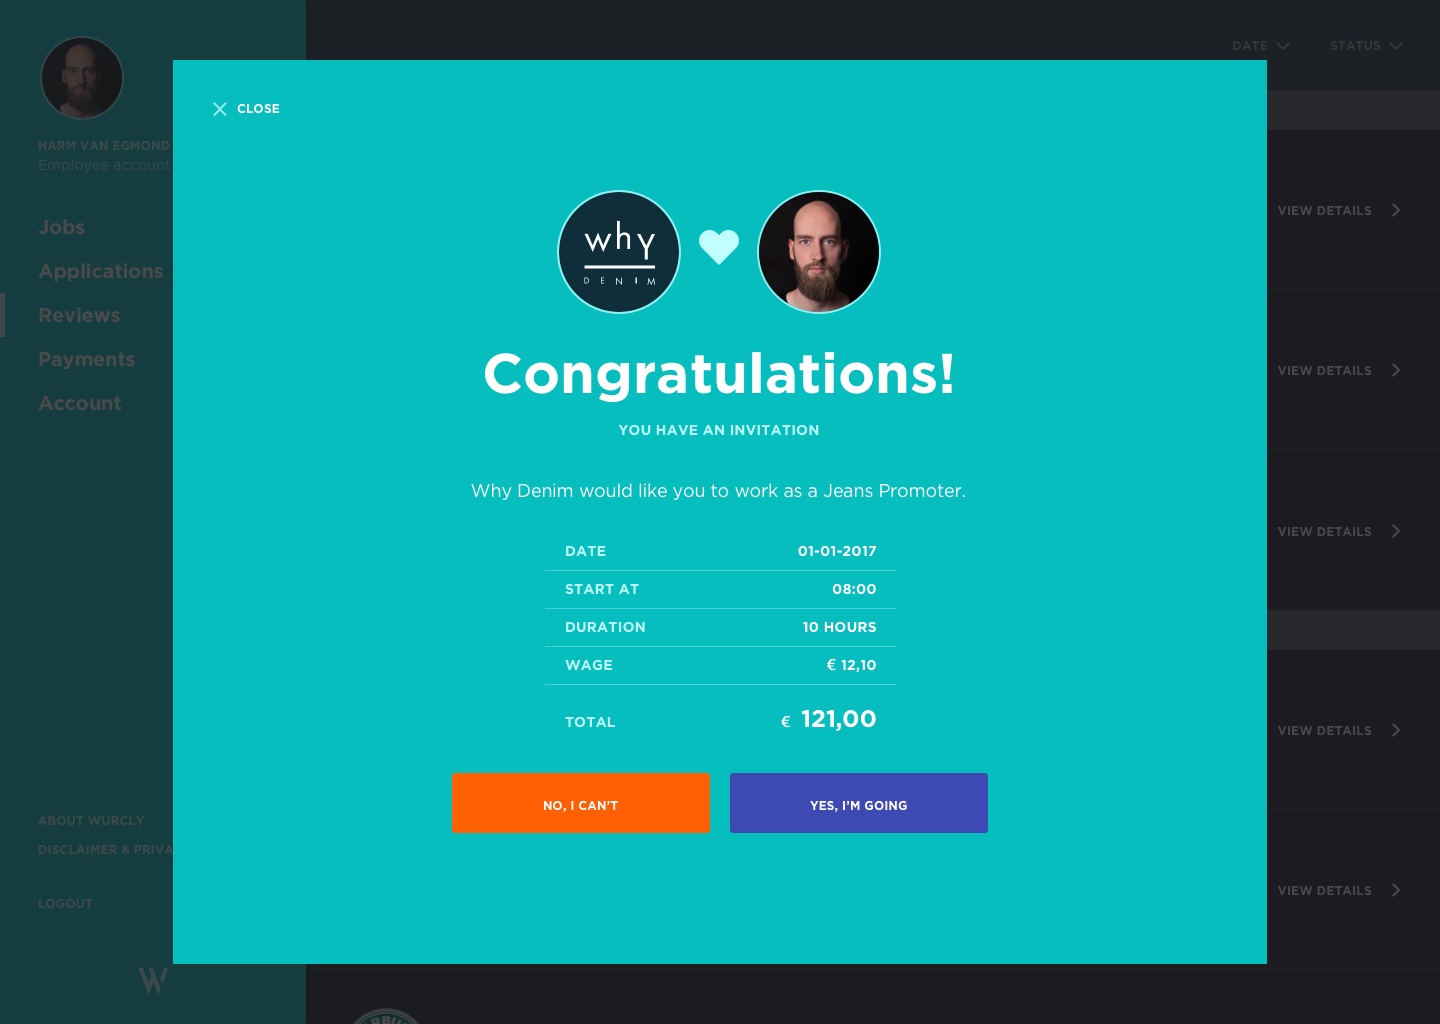 DATE
STATUS
HARM VAN EGMOND
Employee account
Jobs
Applications
Reviews
Payments
Account
ABOUT WURCLY
DISCLAIMER & PRIVA
LOGOUT
W
CLOSE
why
DENIM
Congratulations!
YOU HAVE AN INVITATION
Why Denim would like you to work as a Jeans Promoter.
DATE 01-01-2017
START AT 08:00
DURATION 10 HOURS
WAGE € 12,10
TOTAL € 121,00
NO, I CAN'T
YES, I'M GOING
VIEW DETAILS
VIEW DETAILS
VIEW DETAILS
VIEW DETAILS
VIEW DETAILS